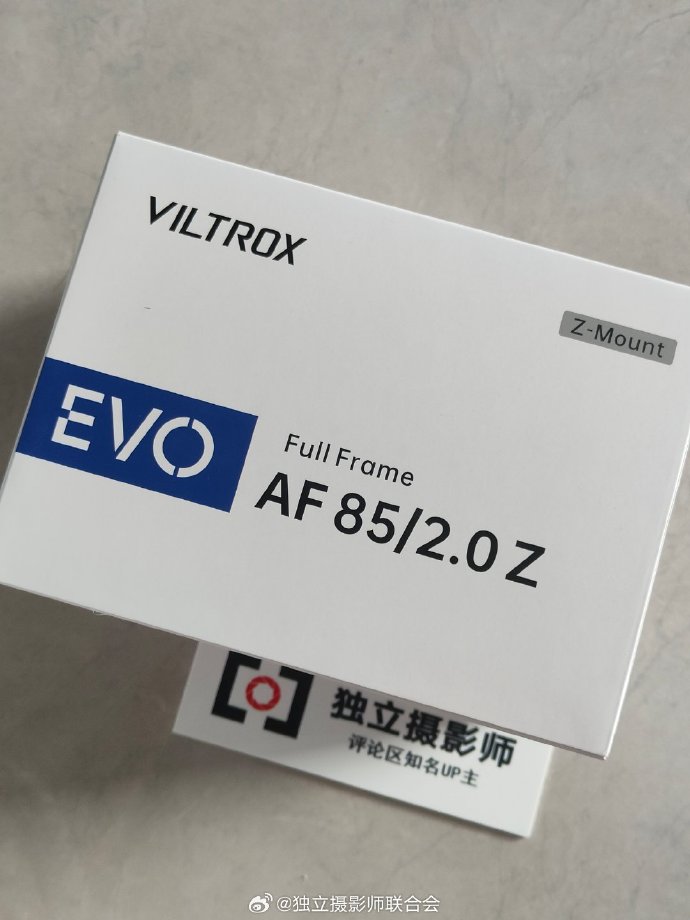 VILTROX
Z-Mount
EVO
Full Frame
AF 85/2.0 Z
独立摄影师
评论区知名UP主
@独立摄影师联合会